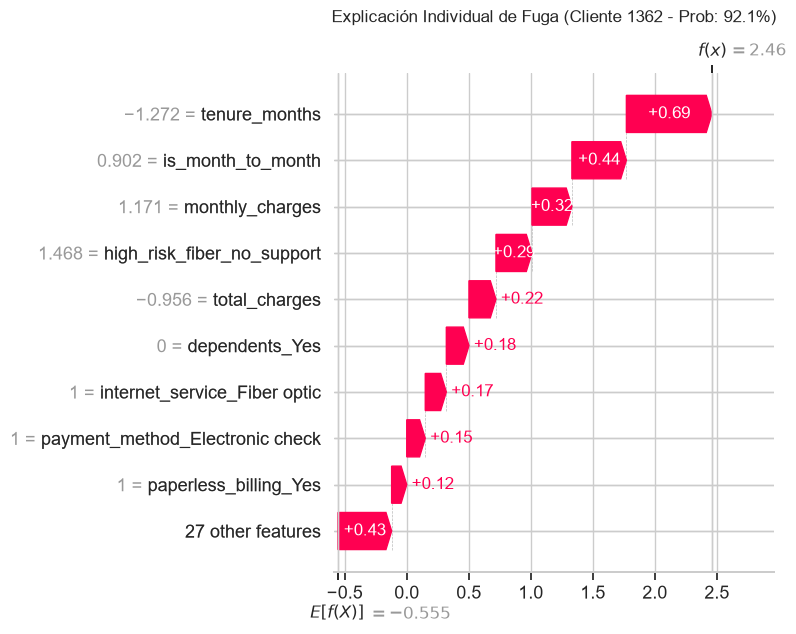 Explicación Individual de Fuga (Cliente 1362 - Prob: 92.1%)
f(x) = 2.46
−1.272 = tenure_months
+0.69
0.902 = is_month_to_month
+0.44
1.171 = monthly_charges
+0.32
1.468 = high_risk_fiber_no_support
+0.29
−0.956 = total_charges
+0.22
0 = dependents_Yes
+0.18
1 = internet_service_Fiber optic
+0.17
1 = payment_method_Electronic check
+0.15
1 = paperless_billing_Yes
+0.12
27 other features
+0.43
−0.5 0.0 0.5 1.0 1.5 2.0 2.5
E[f(X)] = −0.555